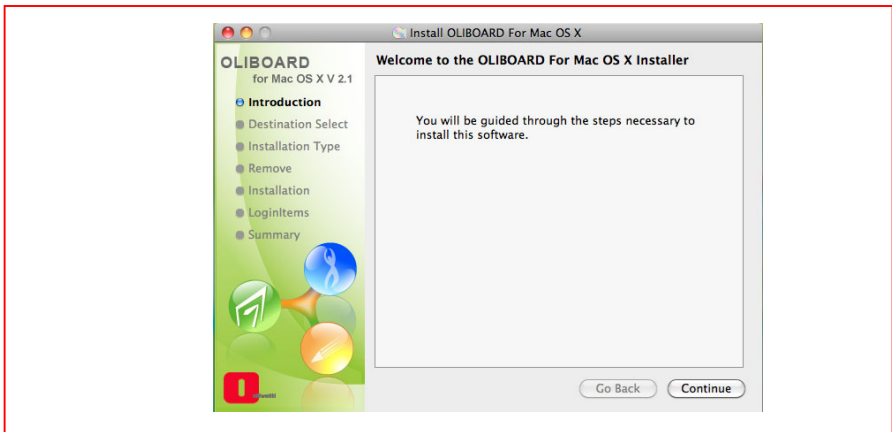 Install OLIBOARD For Mac OS X
OLIBOARD
for Mac OS X V 2.1
Introduction
Destination Select
Installation Type
Remove
Installation
LoginItems
Summary
olivetti
Welcome to the OLIBOARD For Mac OS X Installer
You will be guided through the steps necessary to
install this software.
Go Back
Continue